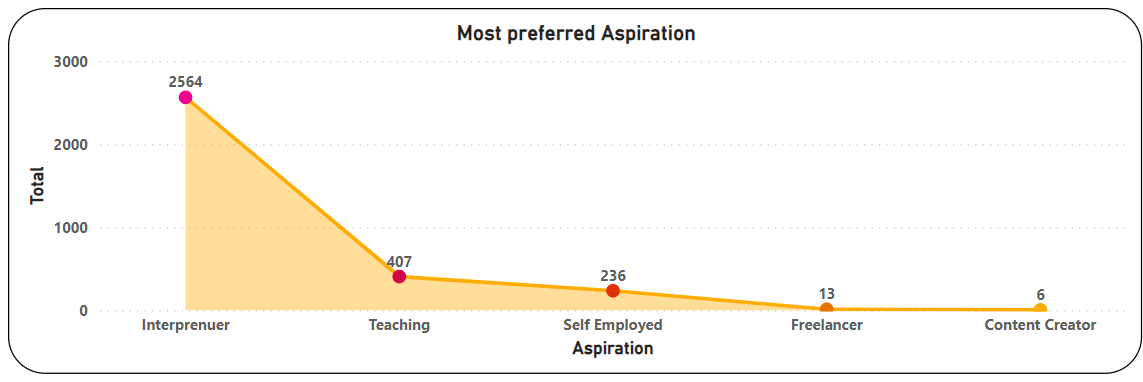 Most preferred Aspiration
3000
2564
2000
Total
1000
407
236
13
6
0
Interprenuer Teaching Self Employed Freelancer Content Creator
Aspiration